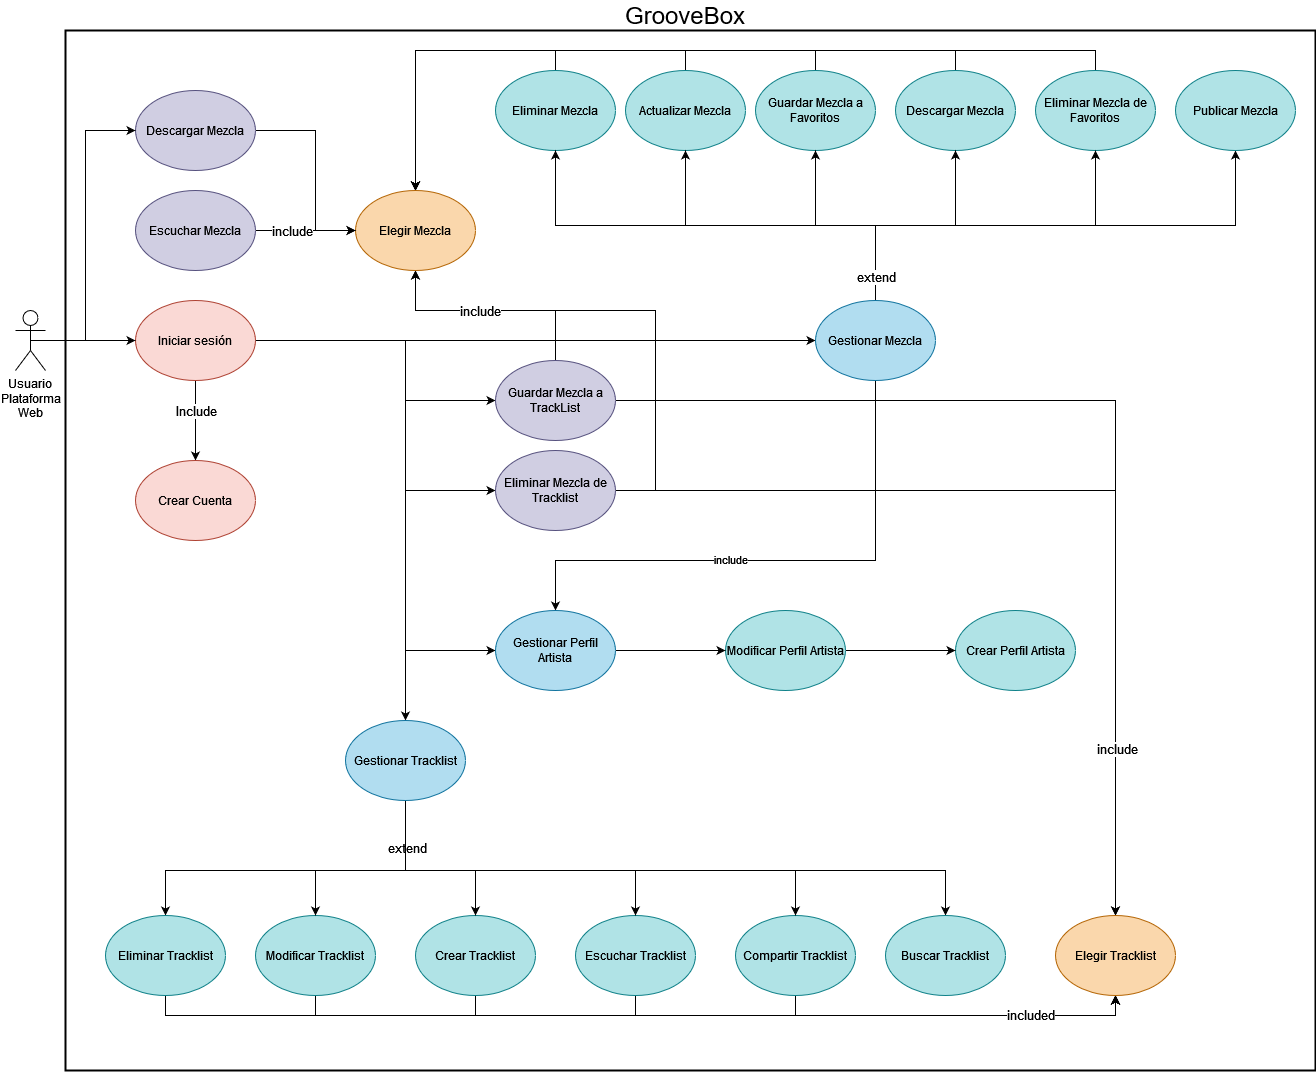 GrooveBox
Eliminar Mezcla
Actualizar Mezcla
Guardar Mezcla a
Favoritos
Descargar Mezcla
Eliminar Mezcla de
Favoritos
Publicar Mezcla
Descargar Mezcla
Escuchar Mezcla
include
Elegir Mezcla
extend
include
Iniciar sesión
Gestionar Mezcla
Usuario
Plataforma
Web
Include
Guardar Mezcla a
TrackList
Crear Cuenta
Eliminar Mezcla de
Tracklist
include
Gestionar Perfil
Artista
Modificar Perfil Artista
Crear Perfil Artista
include
Gestionar Tracklist
extend
Eliminar Tracklist
Modificar Tracklist
Crear Tracklist
Escuchar Tracklist
Compartir Tracklist
Buscar Tracklist
Elegir Tracklist
included